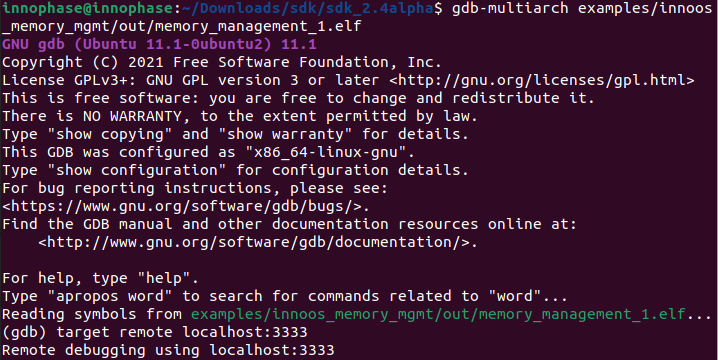 innophase@innophase:~/Downloads/sdk/sdk_2.4alpha$ gdb-multiarch examples/innoos
_memory_mgmt/out/memory_management_1.elf
GNU gdb (Ubuntu 11.1-0ubuntu2) 11.1
Copyright (C) 2021 Free Software Foundation, Inc.
License GPLv3+: GNU GPL version 3 or later <http://gnu.org/licenses/gpl.html>
This is free software: you are free to change and redistribute it.
There is NO WARRANTY, to the extent permitted by law.
Type "show copying" and "show warranty" for details.
This GDB was configured as "x86_64-linux-gnu".
Type "show configuration" for configuration details.
For bug reporting instructions, please see:
<https://www.gnu.org/software/gdb/bugs/>.
Find the GDB manual and other documentation resources online at:
    <http://www.gnu.org/software/gdb/documentation/>.

For help, type "help".
Type "apropos word" to search for commands related to "word"...
Reading symbols from examples/innoos_memory_mgmt/out/memory_management_1.elf...
(gdb) target remote localhost:3333
Remote debugging using localhost:3333